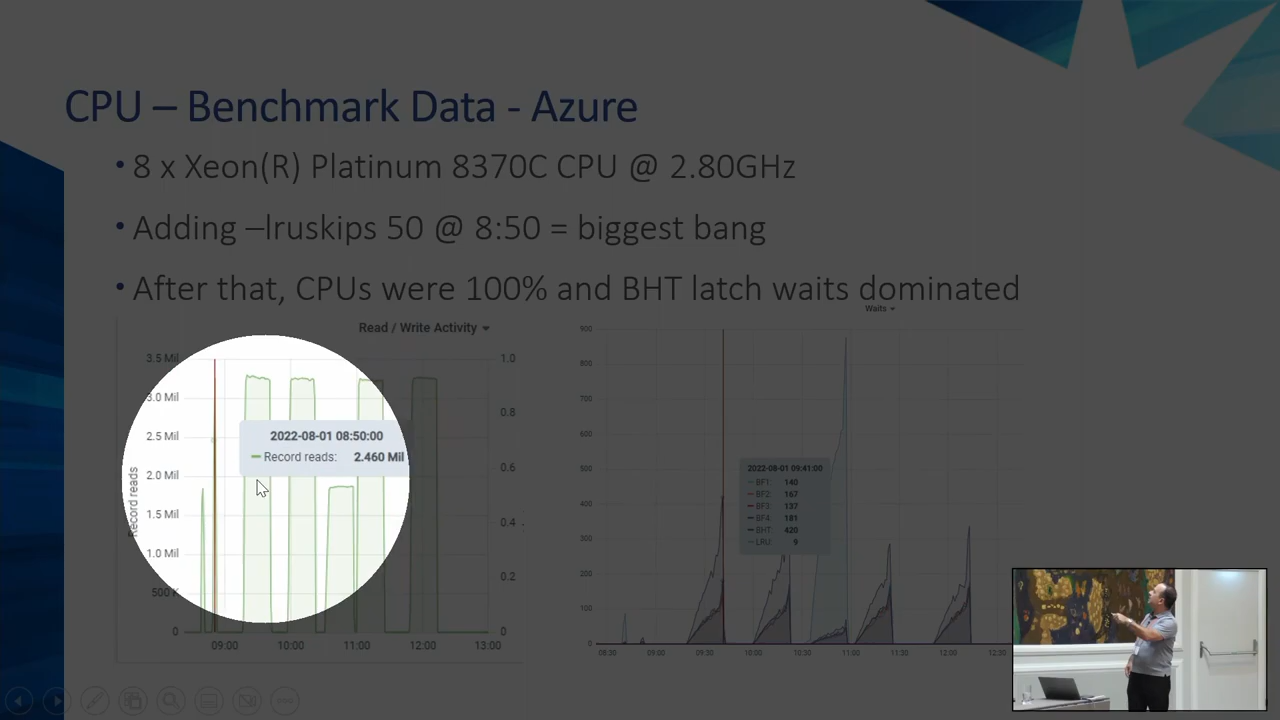 CPU – Benchmark Data - Azure
• 8 x Xeon(R) Platinum 8370C CPU @ 2.80GHz
• Adding –lruskips 50 @ 8:50 = biggest bang
• After that, CPUs were 100% and BHT latch waits dominated
Read / Write Activity
3.5 Mil
3.0 Mil
2.5 Mil
2.0 Mil
1.5 Mil
1.0 Mil
500 K
0
Record reads
1.0
0.8
0.6
0.4
0.2
0
2022-08-01 08:50:00
Record reads: 2.460 Mil
09:00 10:00 11:00 12:00 13:00
Waits
900
800
700
600
500
400
300
200
100
0
2022-08-01 09:41:00
BF1: 140
BF2: 167
BF3: 137
BF4: 181
BHT: 420
LRU: 9
08:30 09:00 09:30 10:00 10:30 11:00 11:30 12:00 12:30